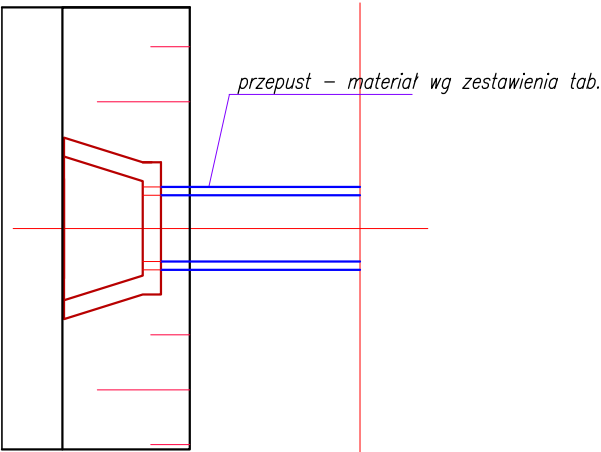 przepust – materiał wg zestawienia tab.